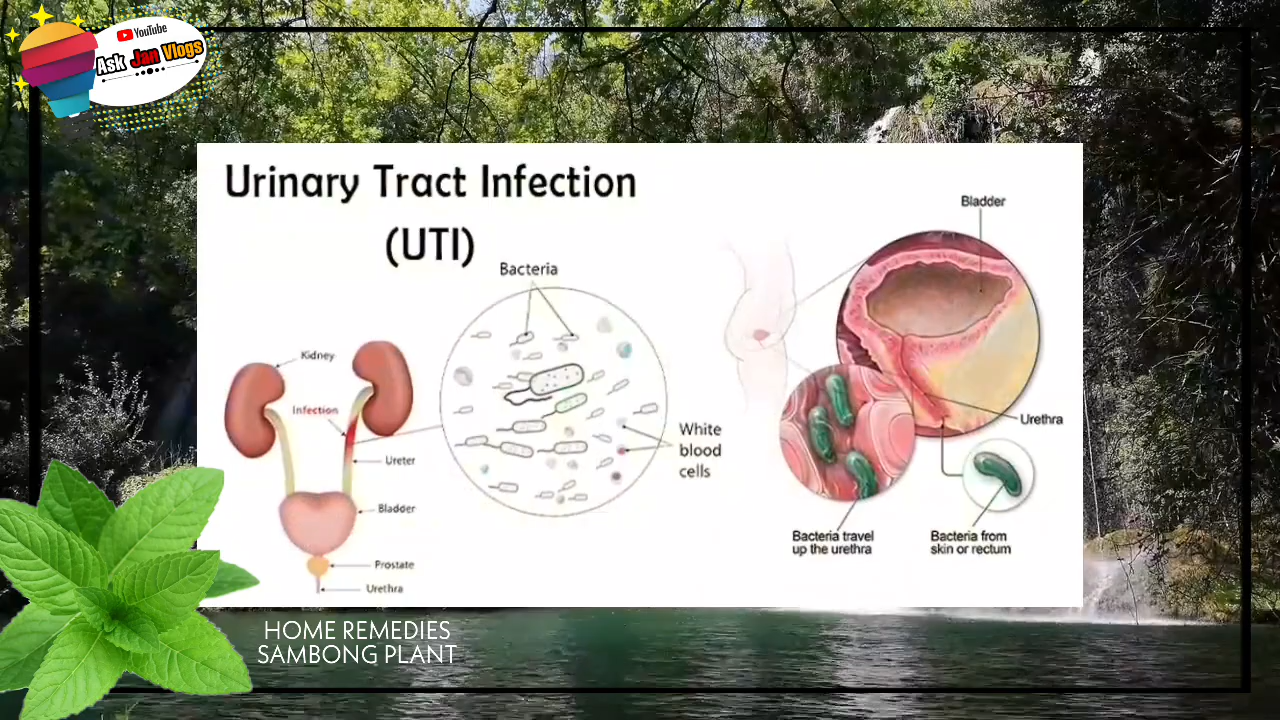 YouTube
Ask Jan Vlogs
Urinary Tract Infection
(UTI)
Bacteria
Kidney
Infection
Ureter
Bladder
Prostate
Urethra
White
blood
cells
Bladder
Urethra
Bacteria travel
up the urethra
Bacteria from
skin or rectum
HOME REMEDIES
SAMBONG PLANT